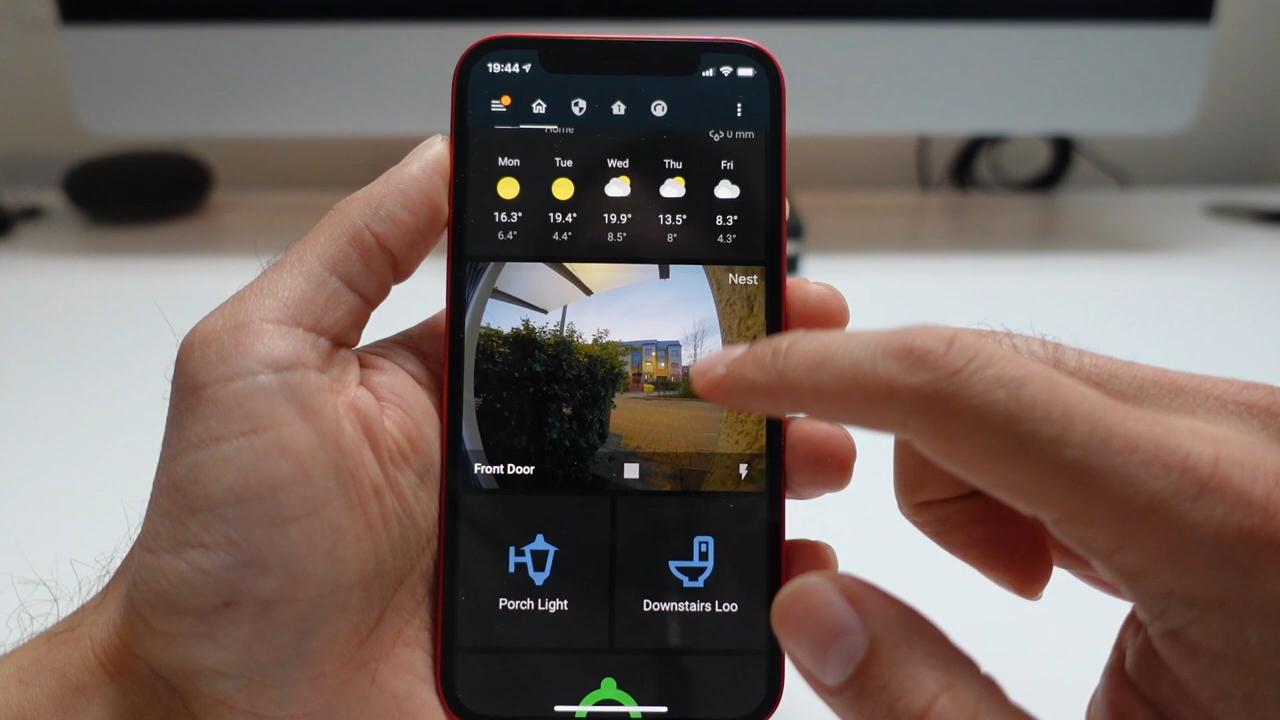 19:44
Home
0 mm
Mon Tue Wed Thu Fri
16.3° 19.4° 19.9° 13.5° 8.3°
6.4° 4.4° 8.5° 8° 4.3°
Nest
Front Door
Porch Light
Downstairs Loo